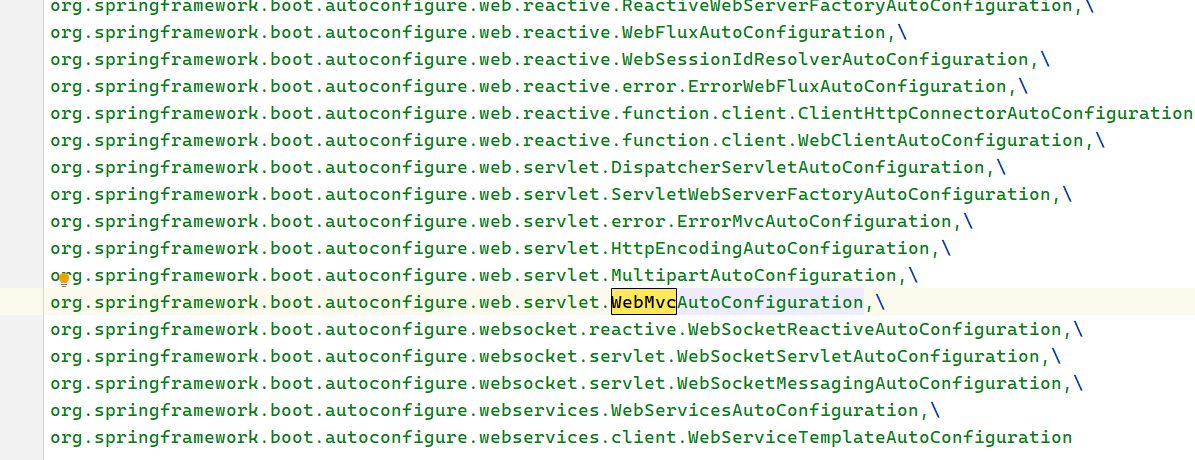 org.springframework.boot.autoconfigure.web.reactive.ReactiveWebServerFactoryAutoConfiguration,\
org.springframework.boot.autoconfigure.web.reactive.WebFluxAutoConfiguration,\
org.springframework.boot.autoconfigure.web.reactive.WebSessionIdResolverAutoConfiguration,\
org.springframework.boot.autoconfigure.web.reactive.error.ErrorWebFluxAutoConfiguration,\
org.springframework.boot.autoconfigure.web.reactive.function.client.ClientHttpConnectorAutoConfiguration
org.springframework.boot.autoconfigure.web.reactive.function.client.WebClientAutoConfiguration,\
org.springframework.boot.autoconfigure.web.servlet.DispatcherServletAutoConfiguration,\
org.springframework.boot.autoconfigure.web.servlet.ServletWebServerFactoryAutoConfiguration,\
org.springframework.boot.autoconfigure.web.servlet.error.ErrorMvcAutoConfiguration,\
org.springframework.boot.autoconfigure.web.servlet.HttpEncodingAutoConfiguration,\
org.springframework.boot.autoconfigure.web.servlet.MultipartAutoConfiguration,\
org.springframework.boot.autoconfigure.web.servlet.WebMvcAutoConfiguration,\
org.springframework.boot.autoconfigure.websocket.reactive.WebSocketReactiveAutoConfiguration,\
org.springframework.boot.autoconfigure.websocket.servlet.WebSocketServletAutoConfiguration,\
org.springframework.boot.autoconfigure.websocket.servlet.WebSocketMessagingAutoConfiguration,\
org.springframework.boot.autoconfigure.webservices.WebServicesAutoConfiguration,\
org.springframework.boot.autoconfigure.webservices.client.WebServiceTemplateAutoConfiguration